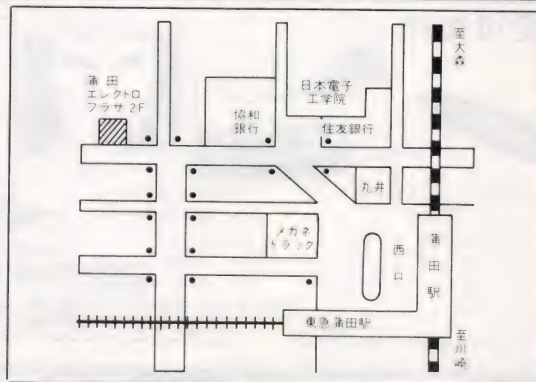 至大森
蒲田
エレクトロ
プラザ2F
日本電子
工学院
協和
銀行
住友銀行
丸井
メガネ
ドラッグ
西口
蒲田駅
東急蒲田駅
至川崎